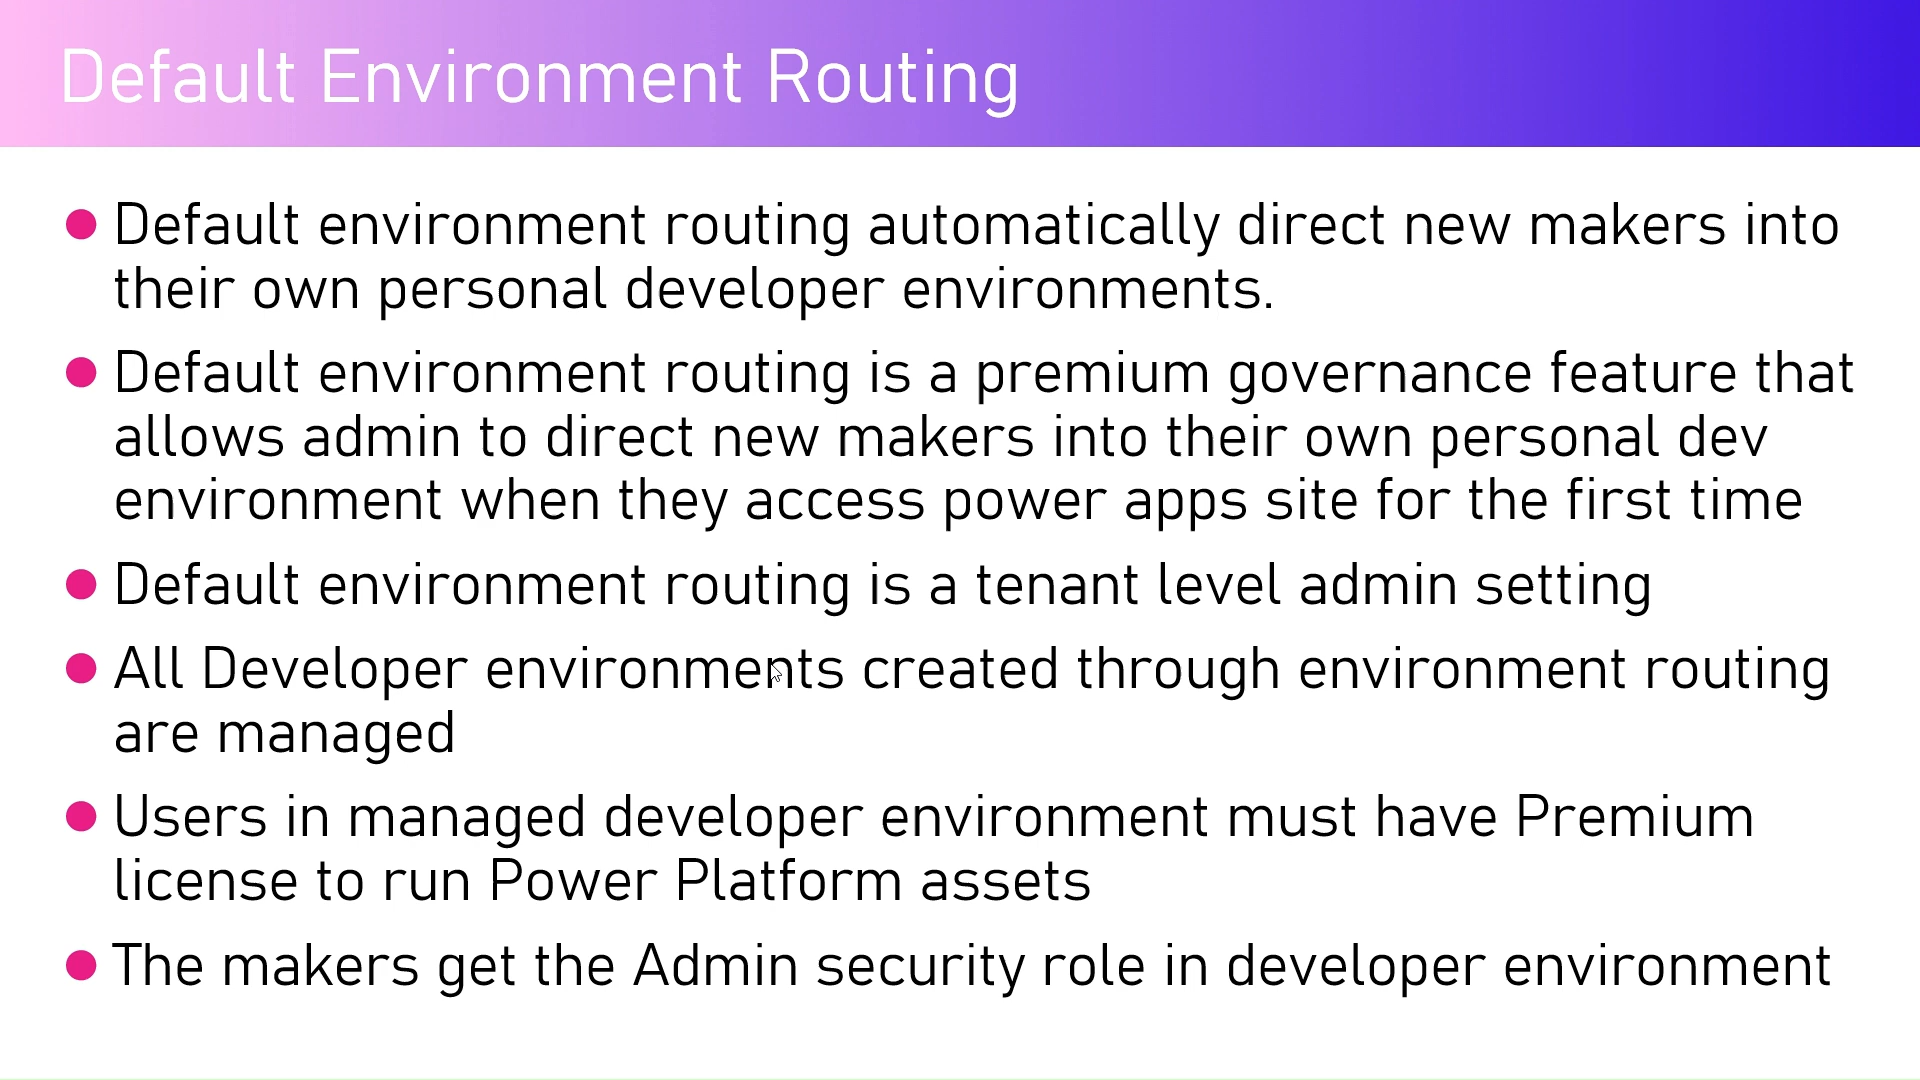 Default Environment Routing
Default environment routing automatically direct new makers into
their own personal developer environments.
Default environment routing is a premium governance feature that
allows admin to direct new makers into their own personal dev
environment when they access power apps site for the first time
Default environment routing is a tenant level admin setting
All Developer environments created through environment routing
are managed
Users in managed developer environment must have Premium
license to run Power Platform assets
The makers get the Admin security role in developer environment